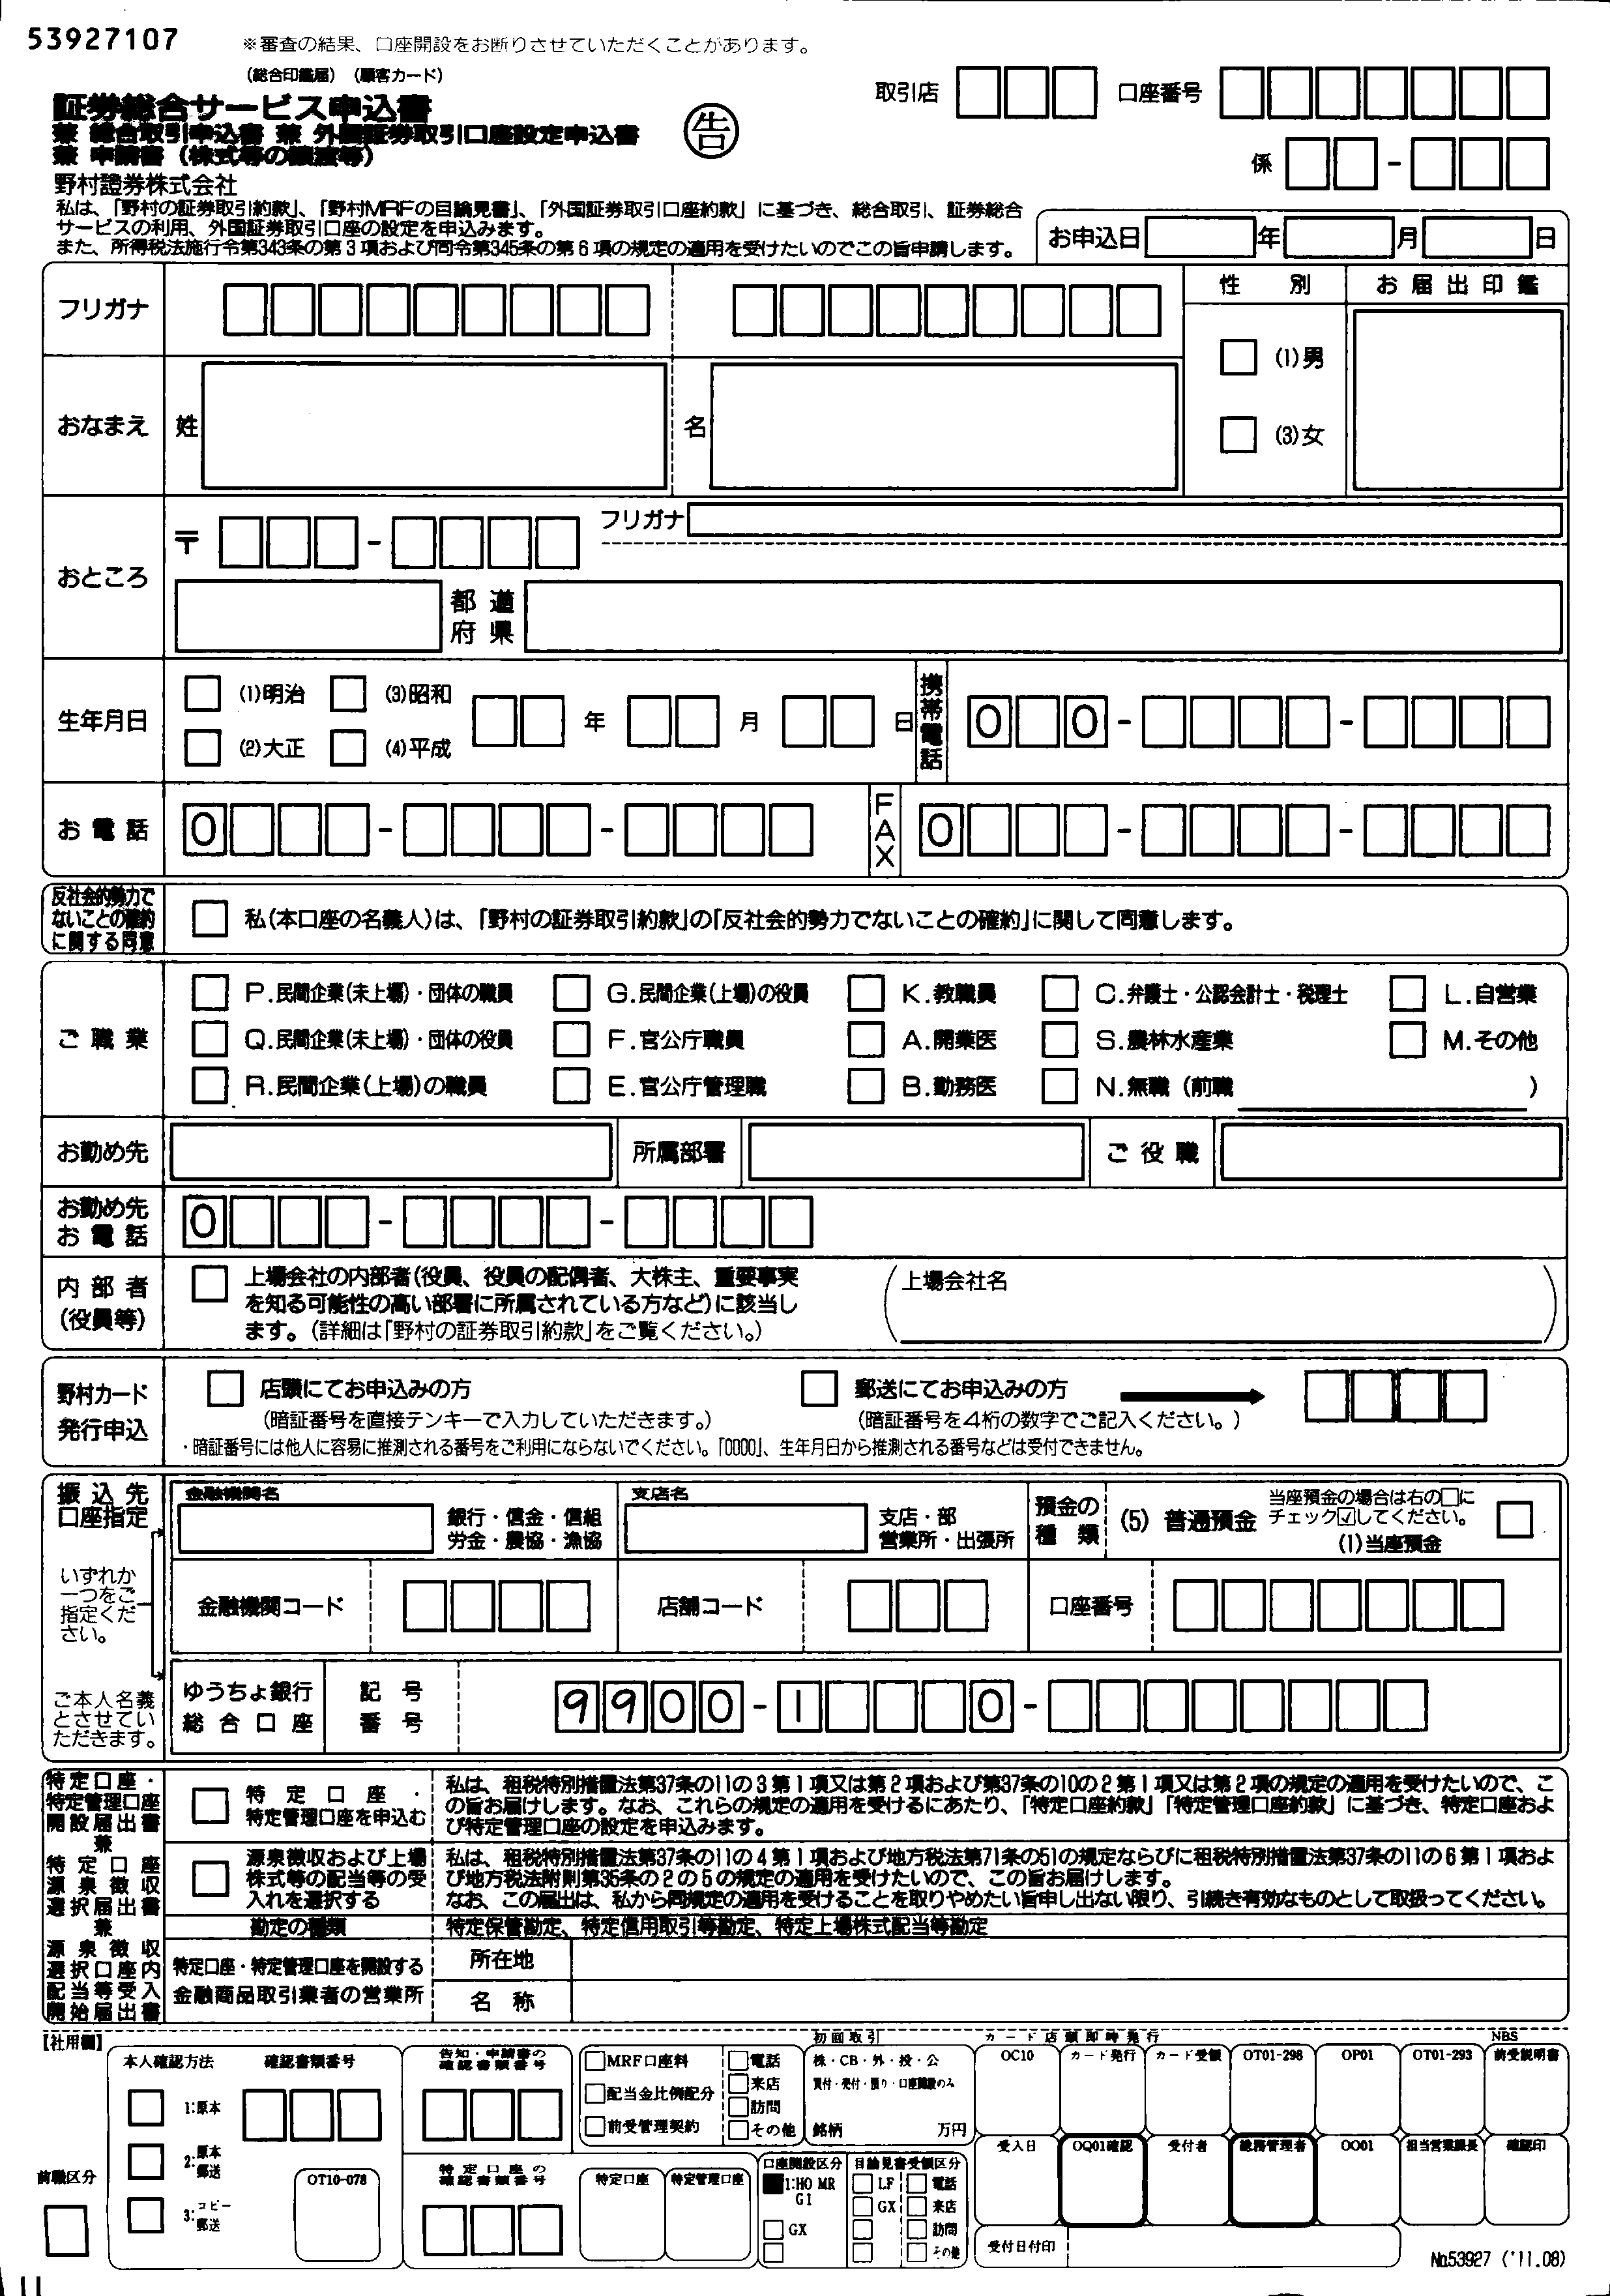 53927107
※審査の結果、口座開設をお断りさせていただくことがあります。
(総合印鑑届) (顧客カード)
証券総合サービス申込書
兼 総合取引申込書 兼 外国証券取引口座設定申込書
兼 申請書 (株式等の譲渡等)
告
取引店
口座番号
係 -
野村證券株式会社
私は、「野村の証券取引約款」、「野村MRFの目論見書」、「外国証券取引口座約款」に基づき、総合取引、証券総合
サービスの利用、外国証券取引口座の設定を申込みます。
また、所得税法施行令第343条の第3項および同令第345条の第6項の規定の適用を受けたいのでこの旨申請します。
お申込日 年 月 日
フリガナ
性 別
お届出印鑑
(1)男
(3)女
おなまえ 姓 名
おところ 〒 - フリガナ
都道
府県
生年月日
(1)明治 (3)昭和
(2)大正 (4)平成
年 月 日
携帯電話 0 0 - -
お電話 0 - -
FAX 0 - -
反社会的勢力で
ないことの確約
に関する同意
私(本口座の名義人)は、「野村の証券取引約款」の「反社会的勢力でないことの確約」に関して同意します。
ご職業
P.民間企業(未上場)・団体の職員 G.民間企業(上場)の役員 K.教職員 C.弁護士・公認会計士・税理士 L.自営業
Q.民間企業(未上場)・団体の役員 F.官公庁職員 A.開業医 S.農林水産業 M.その他
R.民間企業(上場)の職員 E.官公庁管理職 B.勤務医 N.無職 (前職 )
お勤め先 所属部署 ご役職
お勤め先
お電話
0 - -
内部者
(役員等)
上場会社の内部者(役員、役員の配偶者、大株主、重要事実
を知る可能性の高い部署に所属されている方など)に該当し
ます。(詳細は「野村の証券取引約款」をご覧ください。)
(上場会社名 )
野村カード
発行申込
店頭にてお申込みの方 郵送にてお申込みの方
(暗証番号を直接テンキーで入力していただきます。) (暗証番号を4桁の数字でご記入ください。)
・暗証番号には他人に容易に推測される番号をご利用にならないでください。「0000」、生年月日から推測される番号などは受付できません。
振込先
口座指定
いずれか
一つをご
指定くだ
さい。
ご本人名義
とさせてい
ただきます。
金融機関名
銀行・信金・信組
労金・農協・漁協
支店名
支店・部
営業所・出張所
預金の
種類
(5) 普通預金
当座預金の場合は右の□に
チェック☑してください。
(1)当座預金
金融機関コード 店舗コード 口座番号
ゆうちょ銀行
総合口座
記号
番号
9900-1 0-
特定口座・
特定管理口座
開設届出書
兼
特定口座
源泉徴収
選択届出書
兼
源泉徴収
選択口座内
配当等受入
開始届出書
特定口座・
特定管理口座を申込む
私は、租税特別措置法第37条の11の3第1項又は第2項および第37条の10の2第1項又は第2項の規定の適用を受けたいので、こ
の旨お届けします。なお、これらの規定の適用を受けるにあたり、「特定口座約款」「特定管理口座約款」に基づき、特定口座およ
び特定管理口座の設定を申込みます。
源泉徴収および上場
株式等の配当等の受
入れを選択する
私は、租税特別措置法第37条の11の4第1項および地方税法第71条の51の規定ならびに租税特別措置法第37条の11の6第1項およ
び地方税法附則第35条の2の5の規定の適用を受けたいので、この旨お届けします。
なお、この届出は、私から同規定の適用を受けることを取りやめたい旨申し出ない限り、引続き有効なものとして取扱ってください。
勘定の種類 特定保管勘定、特定信用取引等勘定、特定上場株式配当等勘定
特定口座・特定管理口座を開設する
金融商品取引業者の営業所
所在地
名称
【社用欄】
前職区分
本人確認方法 確認書類番号
1:原本
2:原本
郵送
3:コピー
郵送
OT10-078
告知・申請書の
確認書類番号
特定口座の
確認書類番号
MRF口座料
配当金比例配分
前受管理契約
電話
来店
訪問
その他
初回取引
株・CB・外・投・公
買付・売付・預り・口座開設のみ
銘柄 万円
特定口座 特定管理口座
口座開設区分
1:HO MR
G1
GX
目論見書受領区分
LF 電話
GX 来店
訪問
その他
カード店頭即時発行
NBS
OC10 カード発行 カード受領 OT01-298 OP01 OT01-293 前受説明書
受入日 OQ01確認 受付者 総務管理者 OO01 担当営業課長 確認印
受付日付印
No.53927 ('11.08)